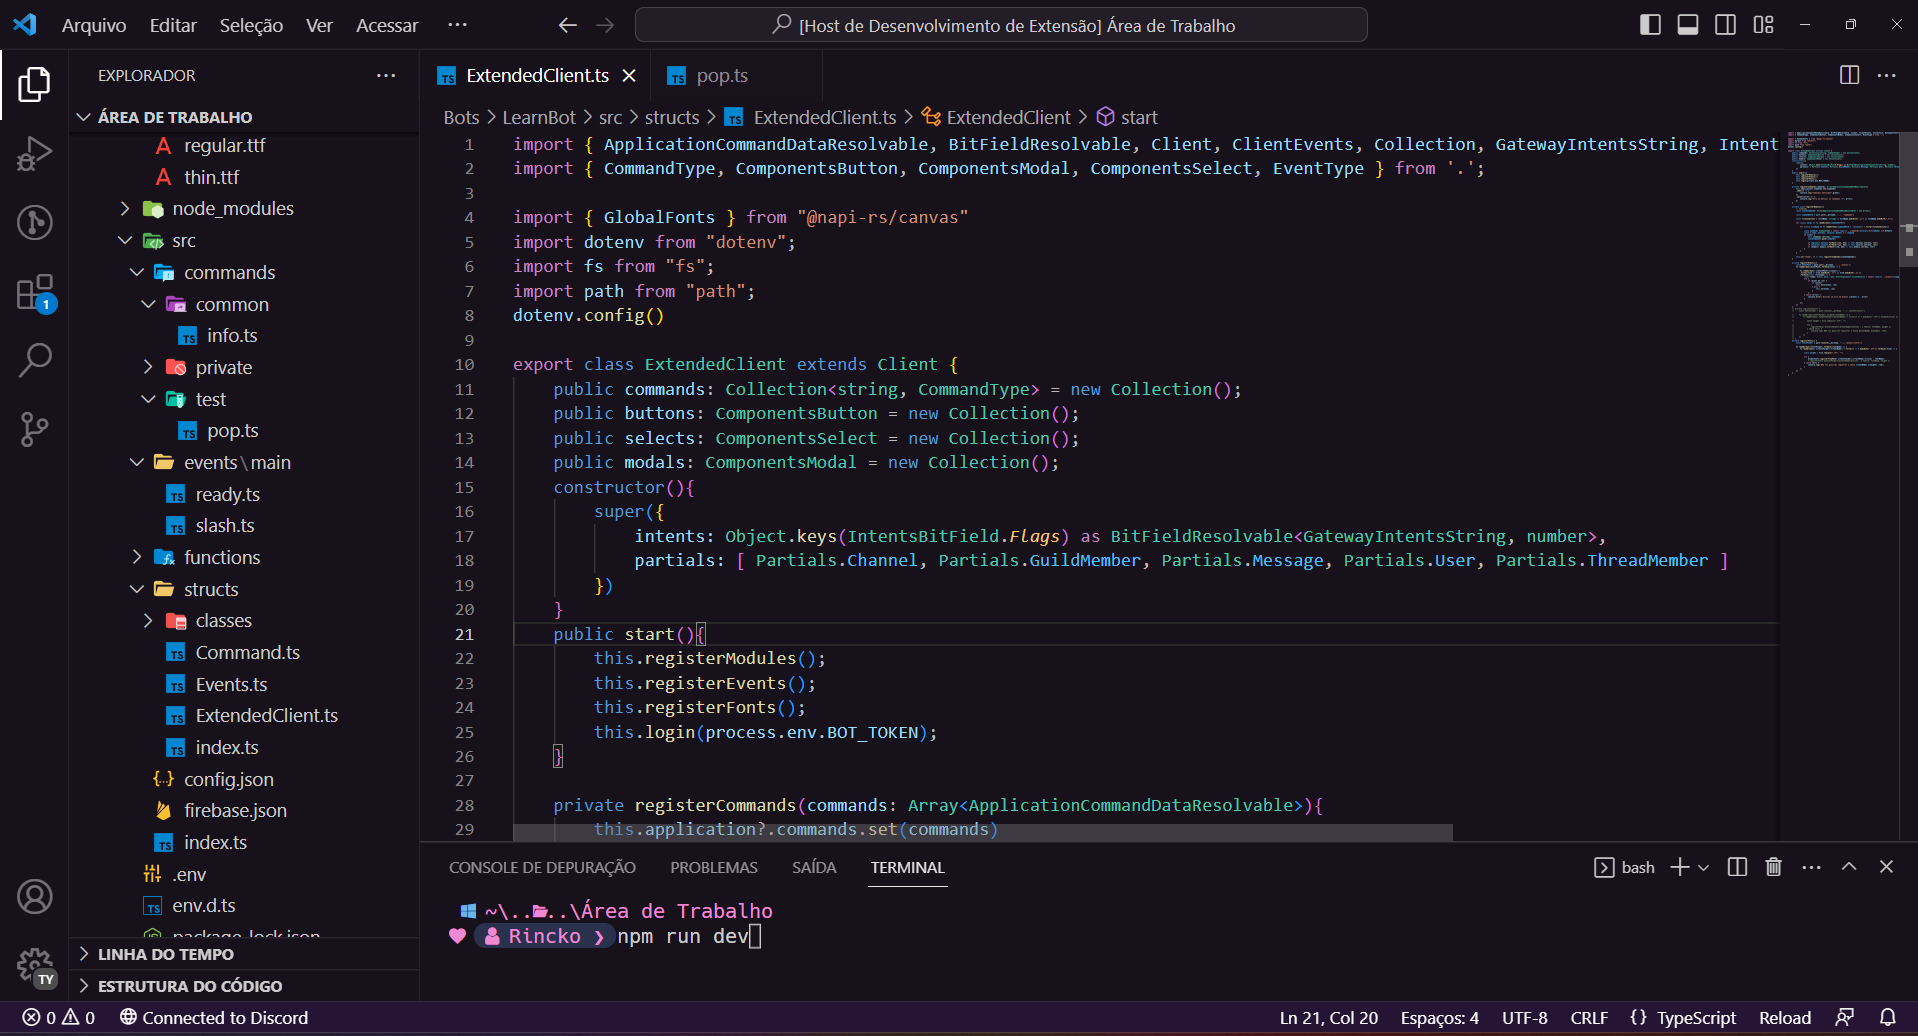 Arquivo Editar Seleção Ver Acessar ··· [Host de Desenvolvimento de Extensão] Área de Trabalho
EXPLORADOR
ÁREA DE TRABALHO
regular.ttf
thin.ttf
node_modules
src
commands
common
info.ts
private
test
pop.ts
events\main
ready.ts
slash.ts
functions
structs
classes
Command.ts
Events.ts
ExtendedClient.ts
index.ts
config.json
firebase.json
index.ts
.env
env.d.ts
package-lock.json
LINHA DO TEMPO
ESTRUTURA DO CÓDIGO
1
TY
ExtendedClient.ts pop.ts
Bots > LearnBot > src > structs > TS ExtendedClient.ts > ExtendedClient > start
1 import { ApplicationCommandDataResolvable, BitFieldResolvable, Client, ClientEvents, Collection, GatewayIntentsString, Intent
2 import { CommandType, ComponentsButton, ComponentsModal, ComponentsSelect, EventType } from '.';
3
4 import { GlobalFonts } from "@napi-rs/canvas"
5 import dotenv from "dotenv";
6 import fs from "fs";
7 import path from "path";
8 dotenv.config()
9
10 export class ExtendedClient extends Client {
11 public commands: Collection<string, CommandType> = new Collection();
12 public buttons: ComponentsButton = new Collection();
13 public selects: ComponentsSelect = new Collection();
14 public modals: ComponentsModal = new Collection();
15 constructor(){
16 super({
17 intents: Object.keys(IntentsBitField.Flags) as BitFieldResolvable<GatewayIntentsString, number>,
18 partials: [ Partials.Channel, Partials.GuildMember, Partials.Message, Partials.User, Partials.ThreadMember ]
19 })
20 }
21 public start(){
22 this.registerModules();
23 this.registerEvents();
24 this.registerFonts();
25 this.login(process.env.BOT_TOKEN);
26 }
27
28 private registerCommands(commands: Array<ApplicationCommandDataResolvable>){
29 this.application?.commands.set(commands)
CONSOLE DE DEPURAÇÃO PROBLEMAS SAÍDA TERMINAL bash
~\..\..\Área de Trabalho
Rincko ❯ npm run dev
0 0 Connected to Discord Ln 21, Col 20 Espaços: 4 UTF-8 CRLF {} TypeScript Reload